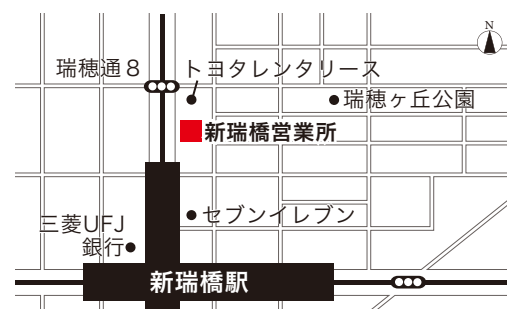 N
瑞穂通8
トヨタレンタリース
瑞穂ヶ丘公園
新瑞橋営業所
セブンイレブン
三菱UFJ
銀行
新瑞橋駅